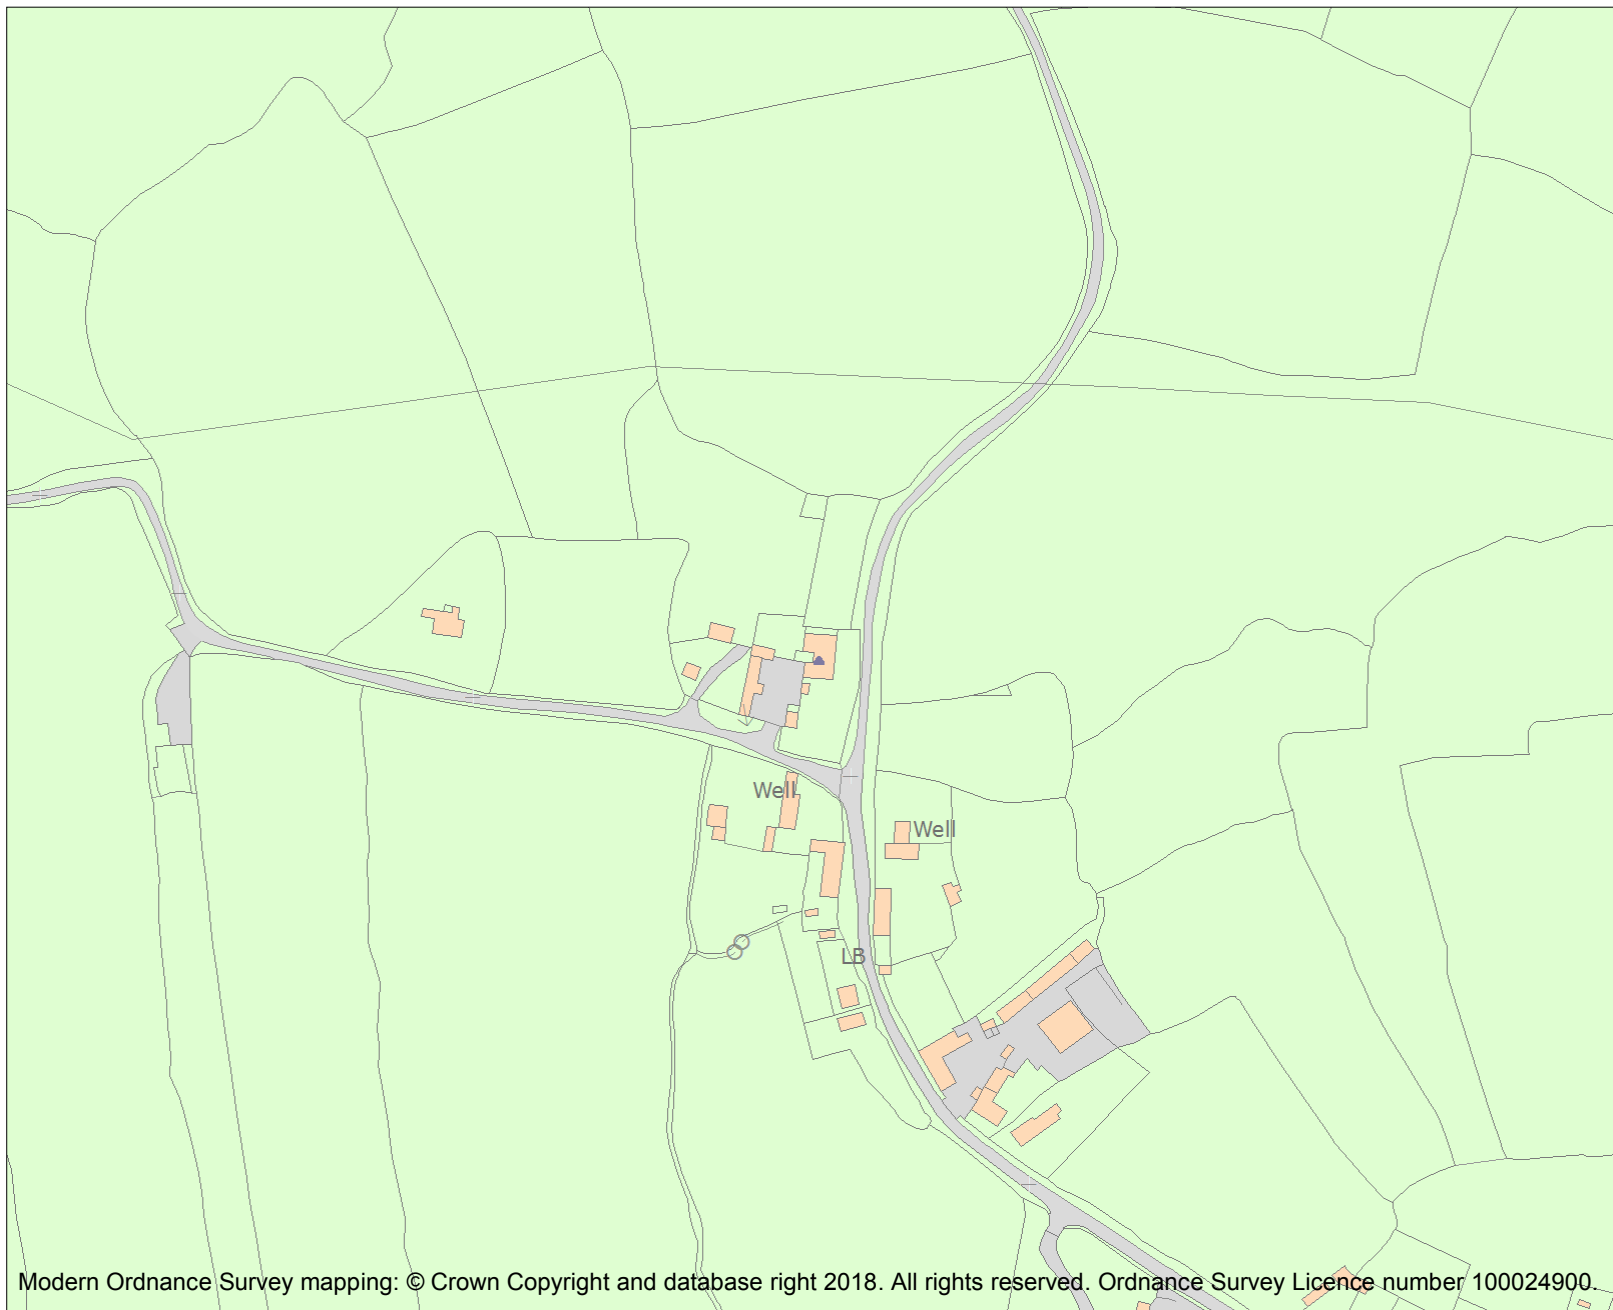 Well
Well
LB
Modern Ordnance Survey mapping: © Crown Copyright and database right 2018. All rights reserved. Ordnance Survey Licence number 100024900.